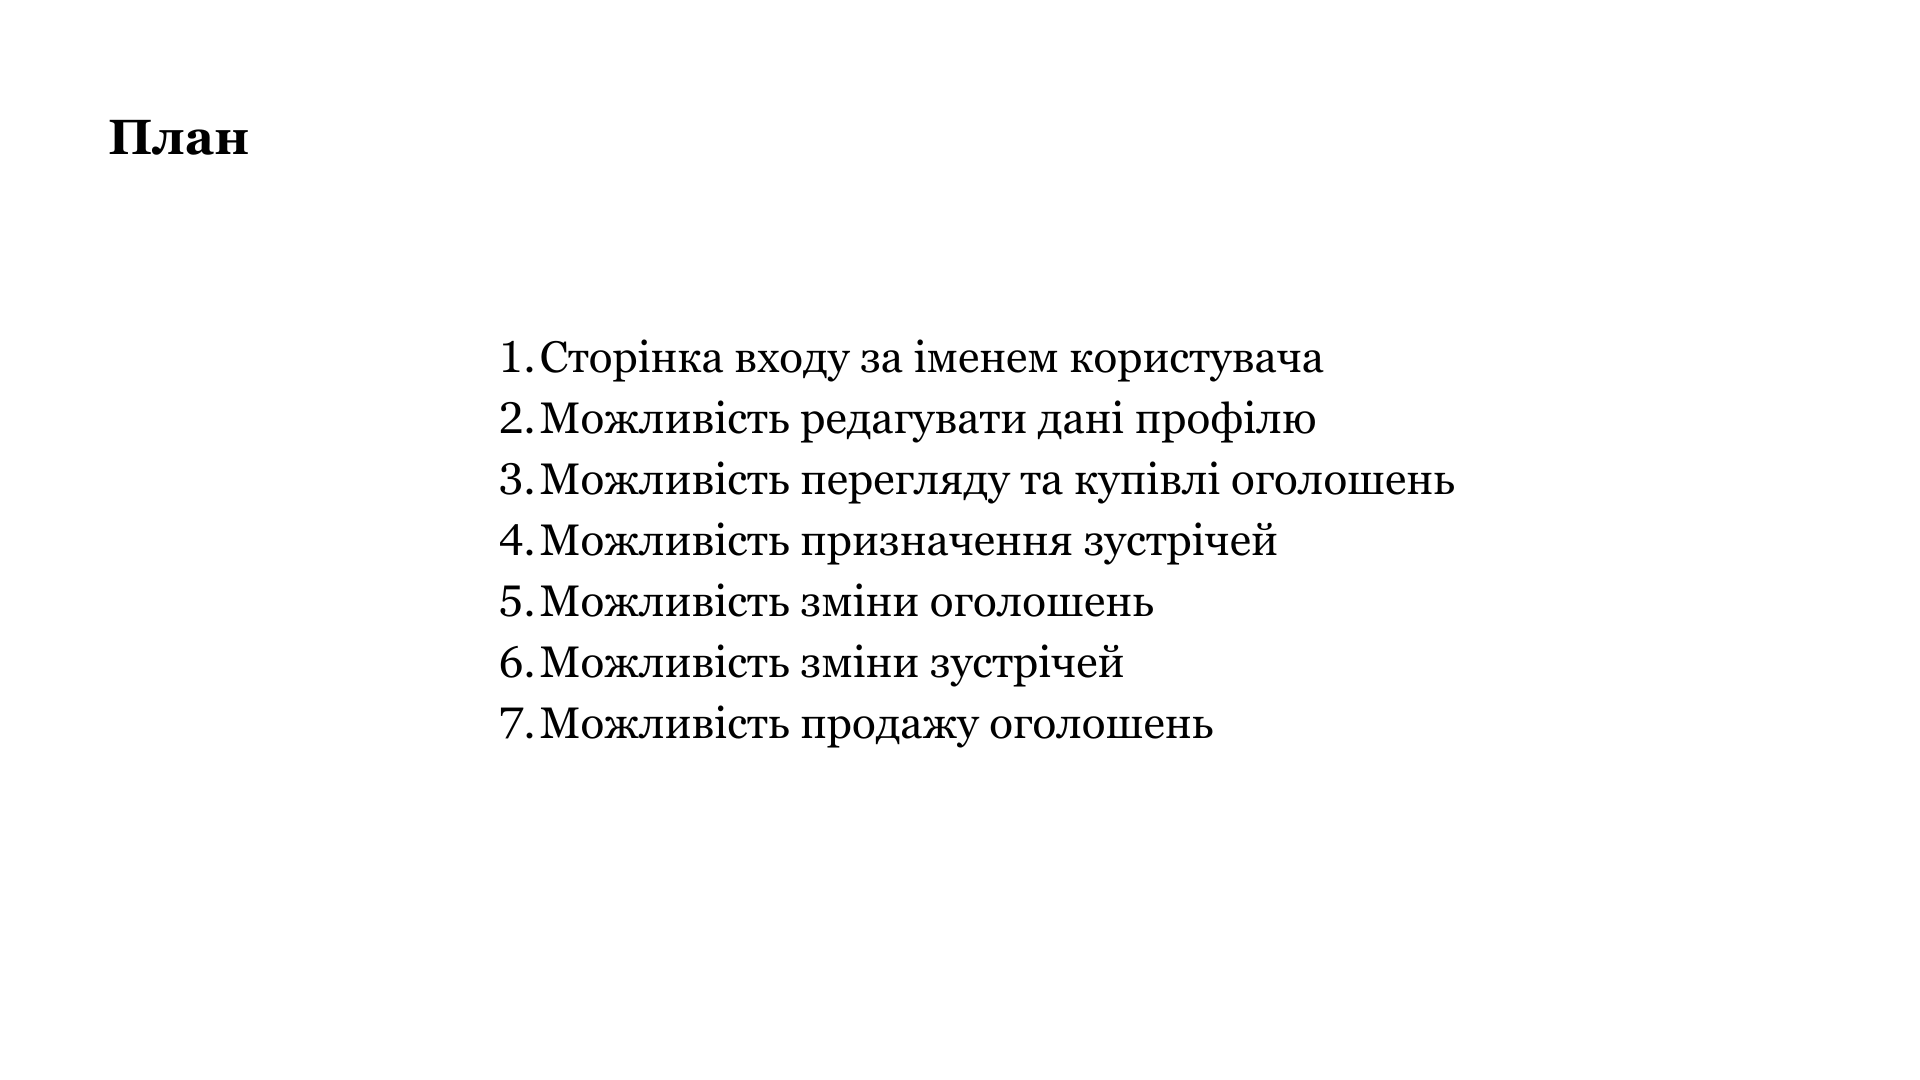 План
1. Сторінка входу за іменем користувача
2. Можливість редагувати дані профілю
3. Можливість перегляду та купівлі оголошень
4. Можливість призначення зустрічей
5. Можливість зміни оголошень
6. Можливість зміни зустрічей
7. Можливість продажу оголошень